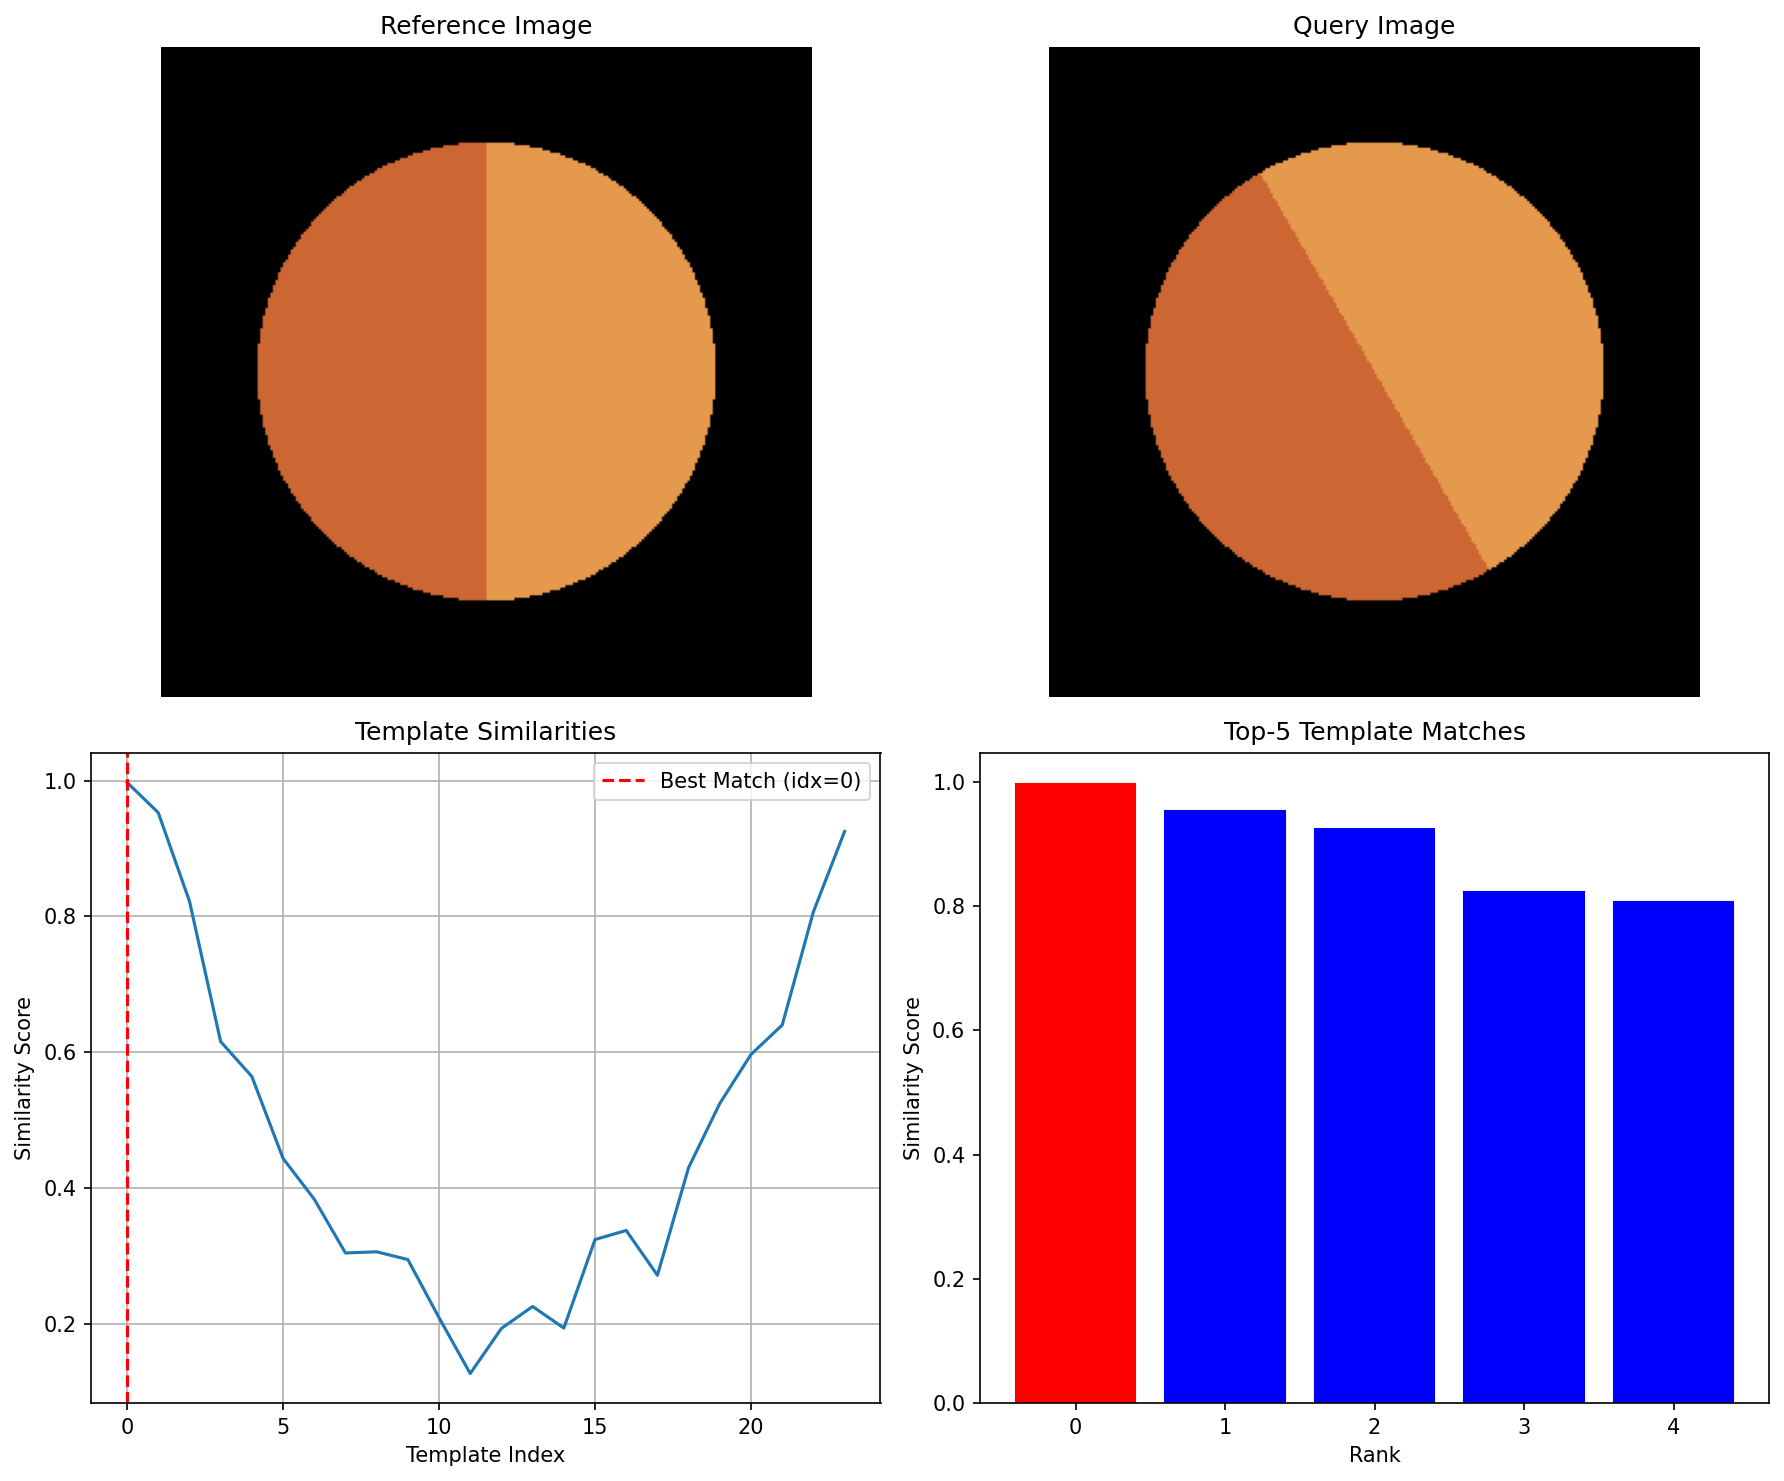 Reference Image
Query Image
Template Similarities
1.0
0.8
0.6
0.4
0.2
Similarity Score
Best Match (idx=0)
0 5 10 15 20
Template Index
Top-5 Template Matches
1.0
0.8
0.6
0.4
0.2
0.0
Similarity Score
0 1 2 3 4
Rank